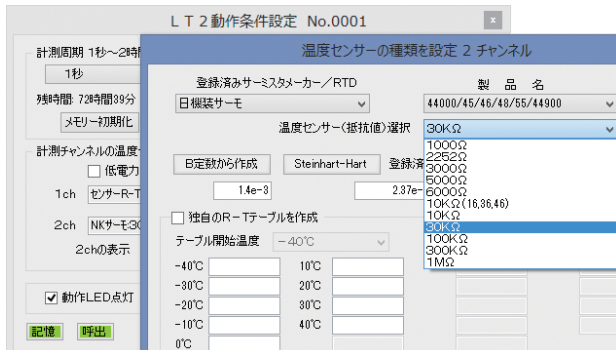 ＬＴ２動作条件設定 No.0001
x
計測周期 1秒～2時
1秒
残時間: 72時間39分
メモリー初期化
計測チャンネルの温度
低電力
1ch センサR-T
2ch NKサーモ30
2chの表示
動作LED点灯
記憶 呼出
温度センサーの種類を設定 2 チャンネル
登録済みサーミスタメーカー／RTD
製 品 名
日機装サーモ
44000/45/46/48/55/44900
温度センサー(抵抗値)選択
30KΩ
1000Ω
2252Ω
3000Ω
5000Ω
6000Ω
10KΩ(16,36,46)
10KΩ
30KΩ
100KΩ
300KΩ
1MΩ
B定数から作成 Steinhart-Hart 登録済
1.4e-3 2.37e-
独自のR－Tテーブルを作成
テーブル開始温度 -40℃
-40℃ 10℃
-30℃ 20℃
-20℃ 30℃
-10℃ 40℃
0℃